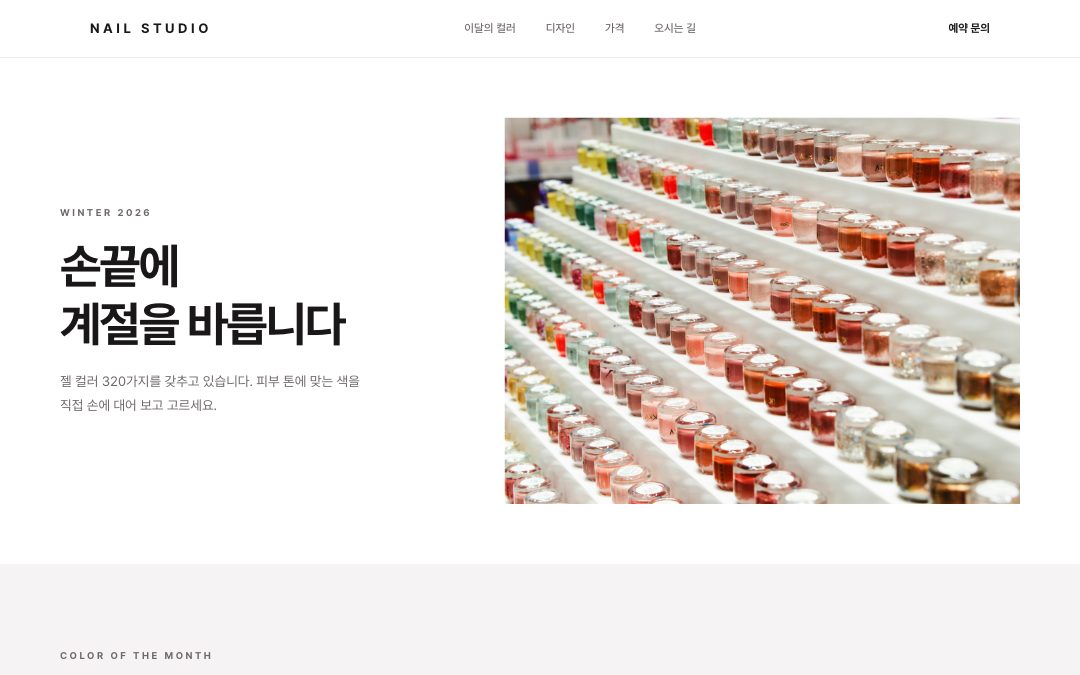 NAIL STUDIO
이달의 컬러
디자인
가격
오시는 길
예약 문의
WINTER 2026
손끝에
계절을 바릅니다
젤 컬러 320가지를 갖추고 있습니다. 피부 톤에 맞는 색을
직접 손에 대어 보고 고르세요.
COLOR OF THE MONTH